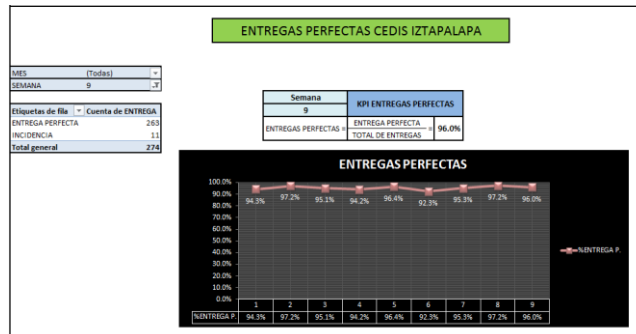 ENTREGAS PERFECTAS CEDIS IZTAPALAPA
MES (Todas)
SEMANA 9
Etiquetas de fila Cuenta de ENTREGA
ENTREGA PERFECTA 263
INCIDENCIA 11
Total general 274
Semana KPI ENTREGAS PERFECTAS
9
ENTREGAS PERFECTAS = ENTREGA PERFECTA = 96.0%
TOTAL DE ENTREGAS
ENTREGAS PERFECTAS
100.0%
90.0%
80.0%
70.0%
60.0%
50.0%
40.0%
30.0%
20.0%
10.0%
0.0%
94.3% 97.2% 95.1% 94.2% 96.4% 92.3% 95.3% 97.2% 96.0%
%ENTREGA P.
1 2 3 4 5 6 7 8 9
%ENTREGA P. 94.3% 97.2% 95.1% 94.2% 96.4% 92.3% 95.3% 97.2% 96.0%